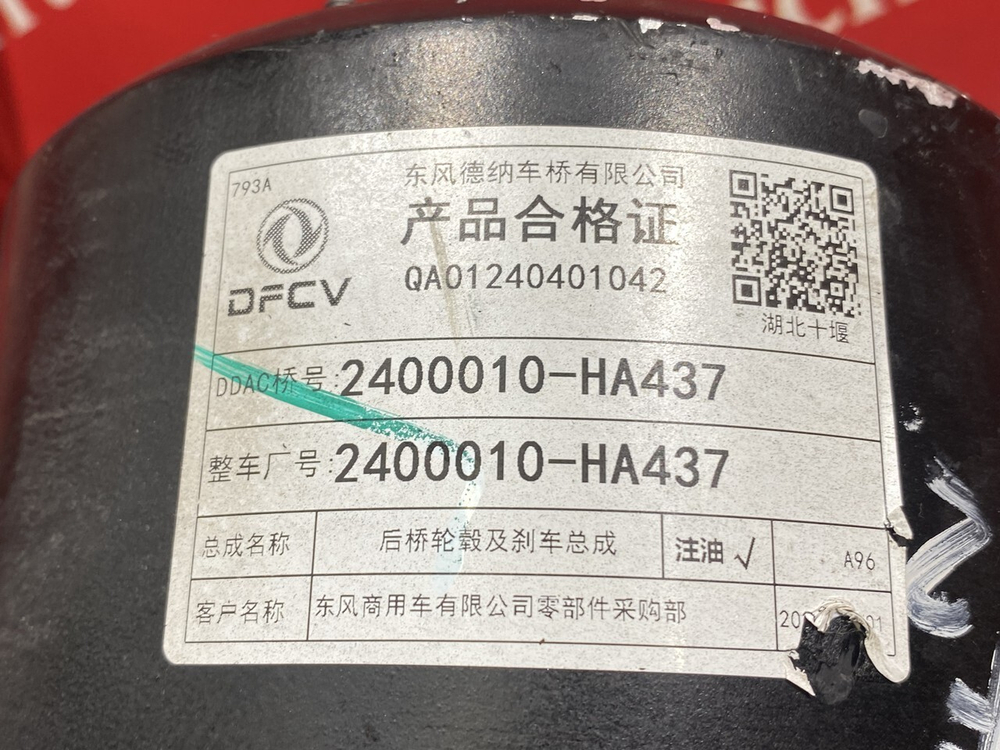 793A
东风德纳车桥有限公司
产品合格证
DFCV
QA01240401042
湖北十堰
DDAC桥号:2400010-HA437
整车厂号:2400010-HA437
总成名称 后桥轮毂及刹车总成 注油 √ A96
客户名称 东风商用车有限公司零部件采购部